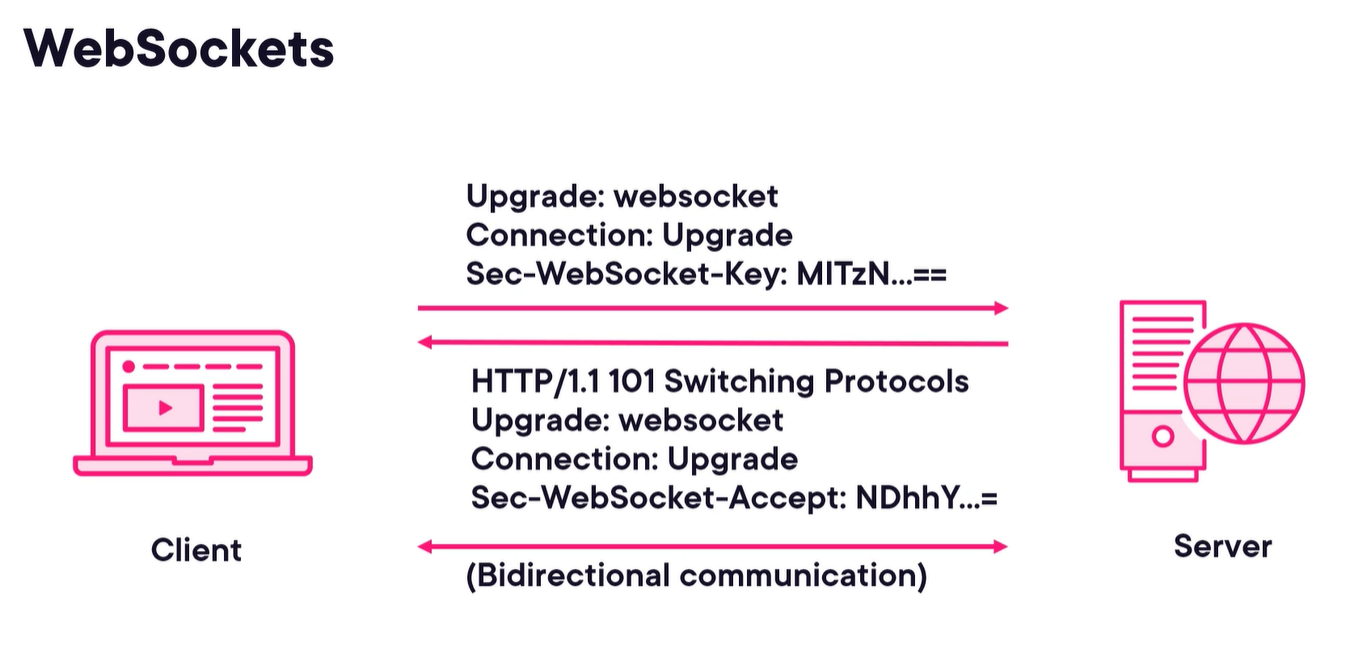 WebSockets
Upgrade: websocket
Connection: Upgrade
Sec-WebSocket-Key: MITzN...==
HTTP/1.1 101 Switching Protocols
Upgrade: websocket
Connection: Upgrade
Sec-WebSocket-Accept: NDhhY...=
Client
Server
(Bidirectional communication)